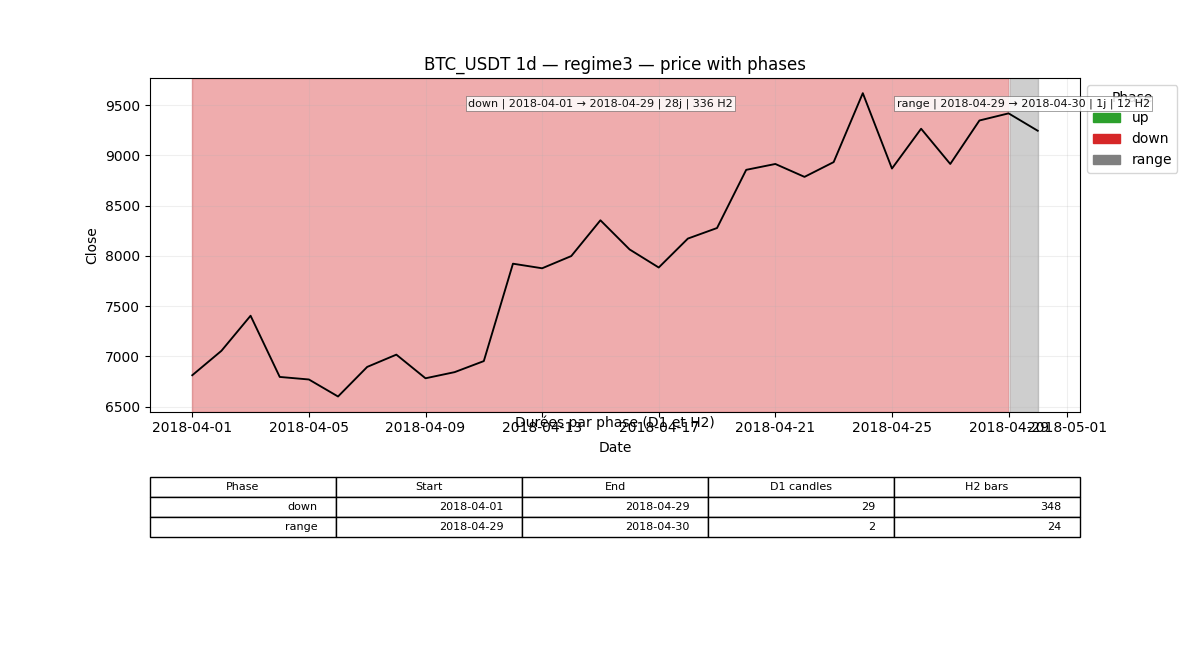 BTC_USDT 1d — regime3 — price with phases
down | 2018-04-01 → 2018-04-29 | 28j | 336 H2
range | 2018-04-29 → 2018-04-30 | 1j | 12 H2
Phase
up
down
range
Close
9500
9000
8500
8000
7500
7000
6500
2018-04-01 2018-04-05 2018-04-09 2018-04-13 2018-04-17 2018-04-21 2018-04-25 2018-04-29 2018-05-01
Durées par phase (D1 et H2)
Date
Phase Start End D1 candles H2 bars
down 2018-04-01 2018-04-29 29 348
range 2018-04-29 2018-04-30 2 24